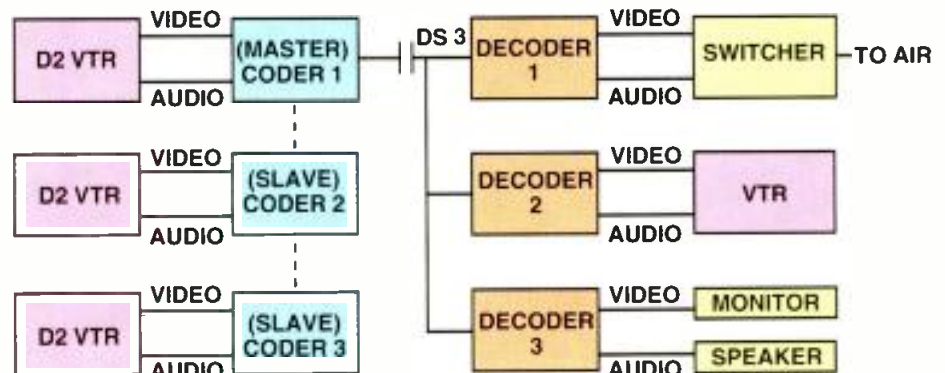 VIDEO
D2 VTR
(MASTER)
CODER 1
AUDIO
DS 3
DECODER
1
VIDEO
AUDIO
SWITCHER
TO AIR
VIDEO
D2 VTR
(SLAVE)
CODER 2
AUDIO
DECODER
2
VIDEO
AUDIO
VTR
VIDEO
D2 VTR
(SLAVE)
CODER 3
AUDIO
DECODER
3
VIDEO
AUDIO
MONITOR
SPEAKER